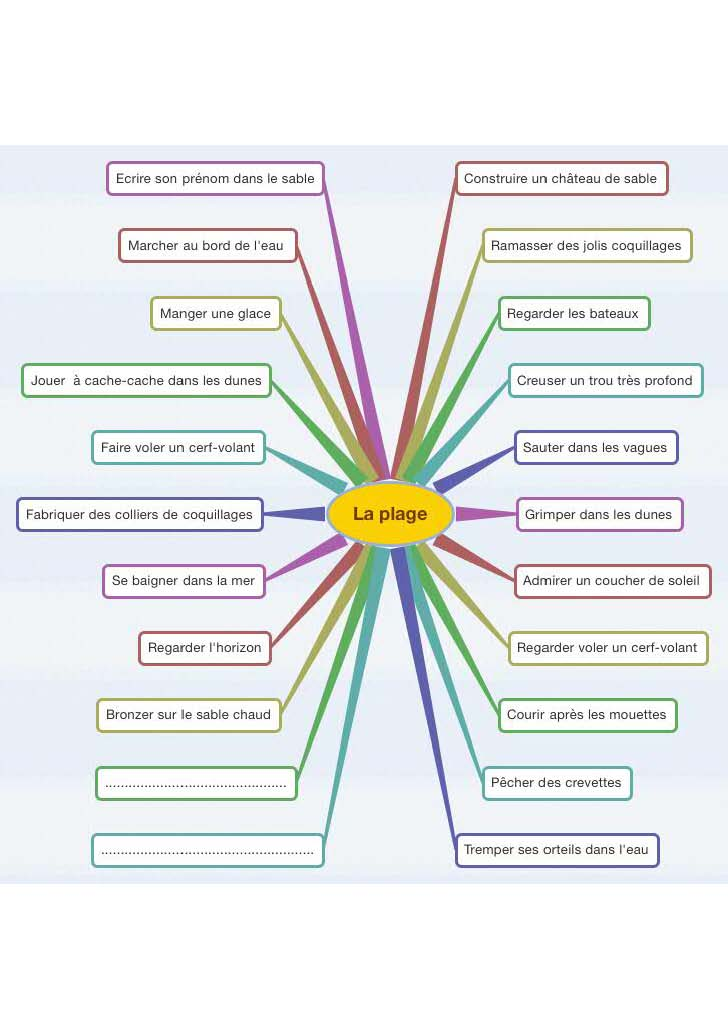 Ecrire son prénom dans le sable
Construire un château de sable
Marcher au bord de l'eau
Ramasser des jolis coquillages
Manger une glace
Regarder les bateaux
Jouer à cache-cache dans les dunes
Creuser un trou très profond
Faire voler un cerf-volant
Sauter dans les vagues
Fabriquer des colliers de coquillages
La plage
Grimper dans les dunes
Se baigner dans la mer
Admirer un coucher de soleil
Regarder l'horizon
Regarder voler un cerf-volant
Bronzer sur le sable chaud
Courir après les mouettes
..............................................
Pêcher des crevettes
......................................................
Tremper ses orteils dans l'eau